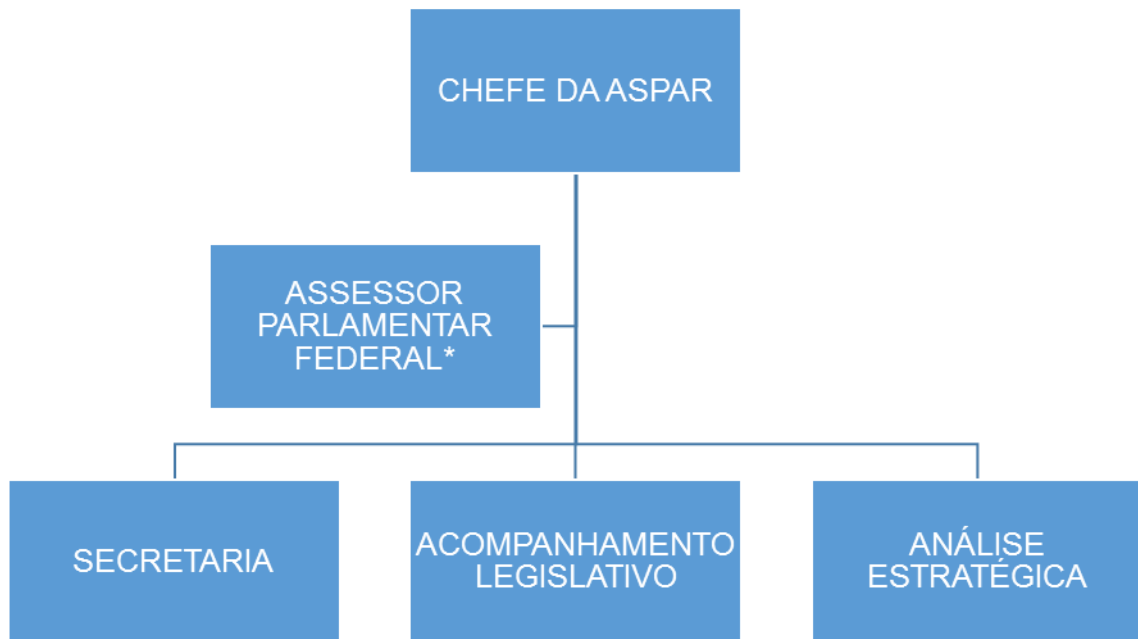 CHEFE DA ASPAR
ASSESSOR
PARLAMENTAR
FEDERAL*
SECRETARIA
ACOMPANHAMENTO
LEGISLATIVO
ANÁLISE
ESTRATÉGICA